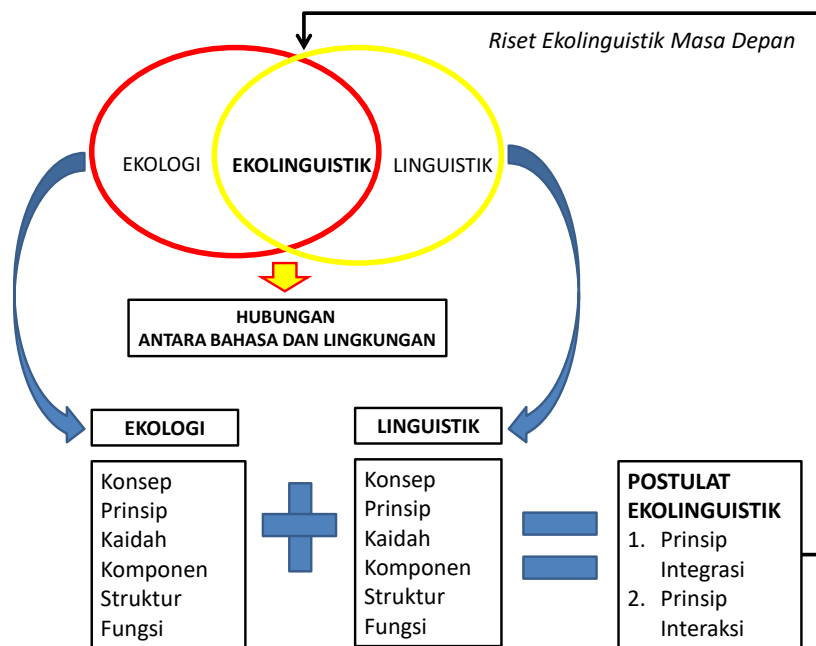 Riset Ekolinguistik Masa Depan
EKOLOGI
EKOLINGUISTIK
LINGUISTIK
HUBUNGAN
ANTARA BAHASA DAN LINGKUNGAN
EKOLOGI
Konsep
Prinsip
Kaidah
Komponen
Struktur
Fungsi
LINGUISTIK
Konsep
Prinsip
Kaidah
Komponen
Struktur
Fungsi
POSTULAT
EKOLINGUISTIK
1. Prinsip
Integrasi
2. Prinsip
Interaksi